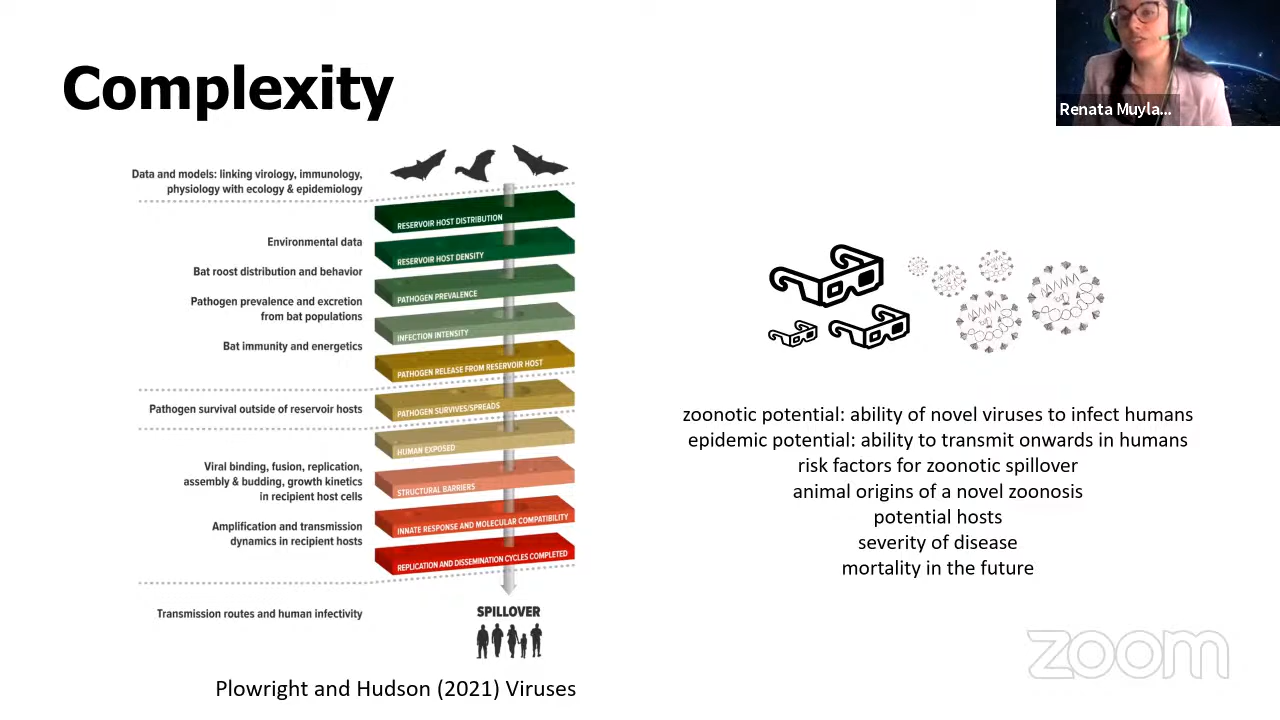 Complexity
Renata Muyla...
Data and models: linking virology, immunology,
physiology with ecology & epidemiology
RESERVOIR HOST DISTRIBUTION
Environmental data
RESERVOIR HOST DENSITY
Bat roost distribution and behavior
PATHOGEN PREVALENCE
Pathogen prevalence and excretion
from bat populations
INFECTION INTENSITY
Bat immunity and energetics
PATHOGEN RELEASE FROM RESERVOIR HOST
Pathogen survival outside of reservoir hosts
PATHOGEN SURVIVES/SPREADS
HUMAN EXPOSED
Viral binding, fusion, replication,
assembly & budding, growth kinetics
in recipient host cells
STRUCTURAL BARRIERS
Amplification and transmission
dynamics in recipient hosts
INNATE RESPONSE AND MOLECULAR COMPATIBILITY
REPLICATION AND DISSEMINATION CYCLES COMPLETED
Transmission routes and human infectivity
SPILLOVER
Plowright and Hudson (2021) Viruses
zoonotic potential: ability of novel viruses to infect humans
epidemic potential: ability to transmit onwards in humans
risk factors for zoonotic spillover
animal origins of a novel zoonosis
potential hosts
severity of disease
mortality in the future
zoom